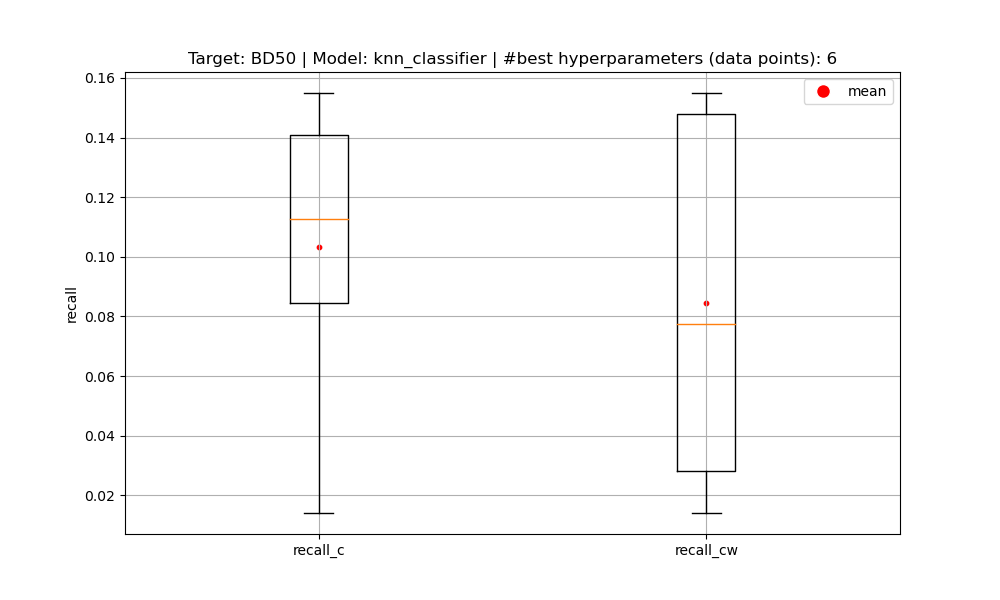 Target: BD50 | Model: knn_classifier | #best hyperparameters (data points): 6
mean
0.16
0.14
0.12
0.10
0.08
0.06
0.04
0.02
recall
recall_c
recall_cw